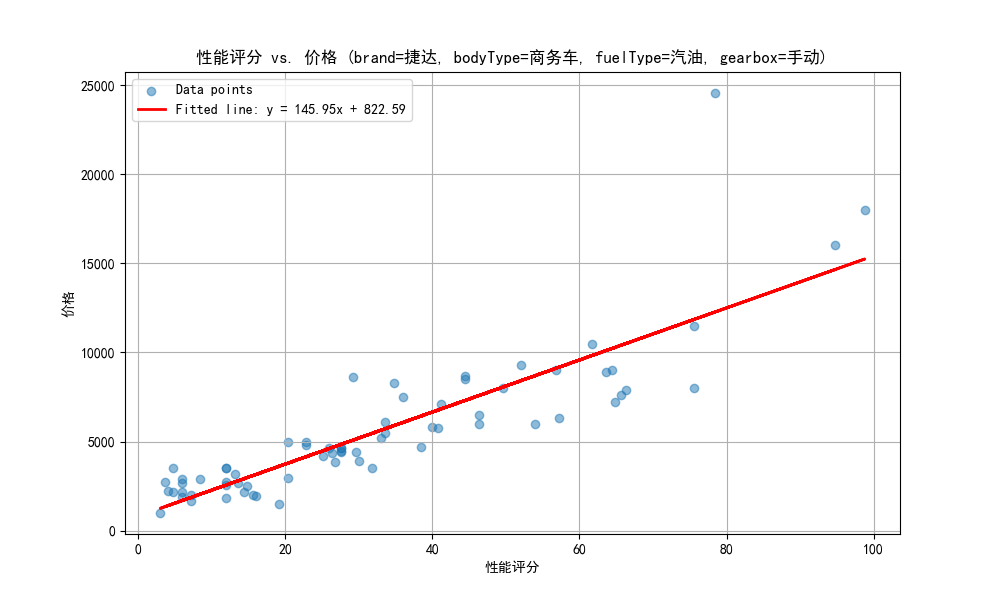 性能评分 vs. 价格 (brand=捷达, bodyType=商务车, fuelType=汽油, gearbox=手动)
Data points
Fitted line: y = 145.95x + 822.59
价格
25000
20000
15000
10000
5000
0
0 20 40 60 80 100
性能评分